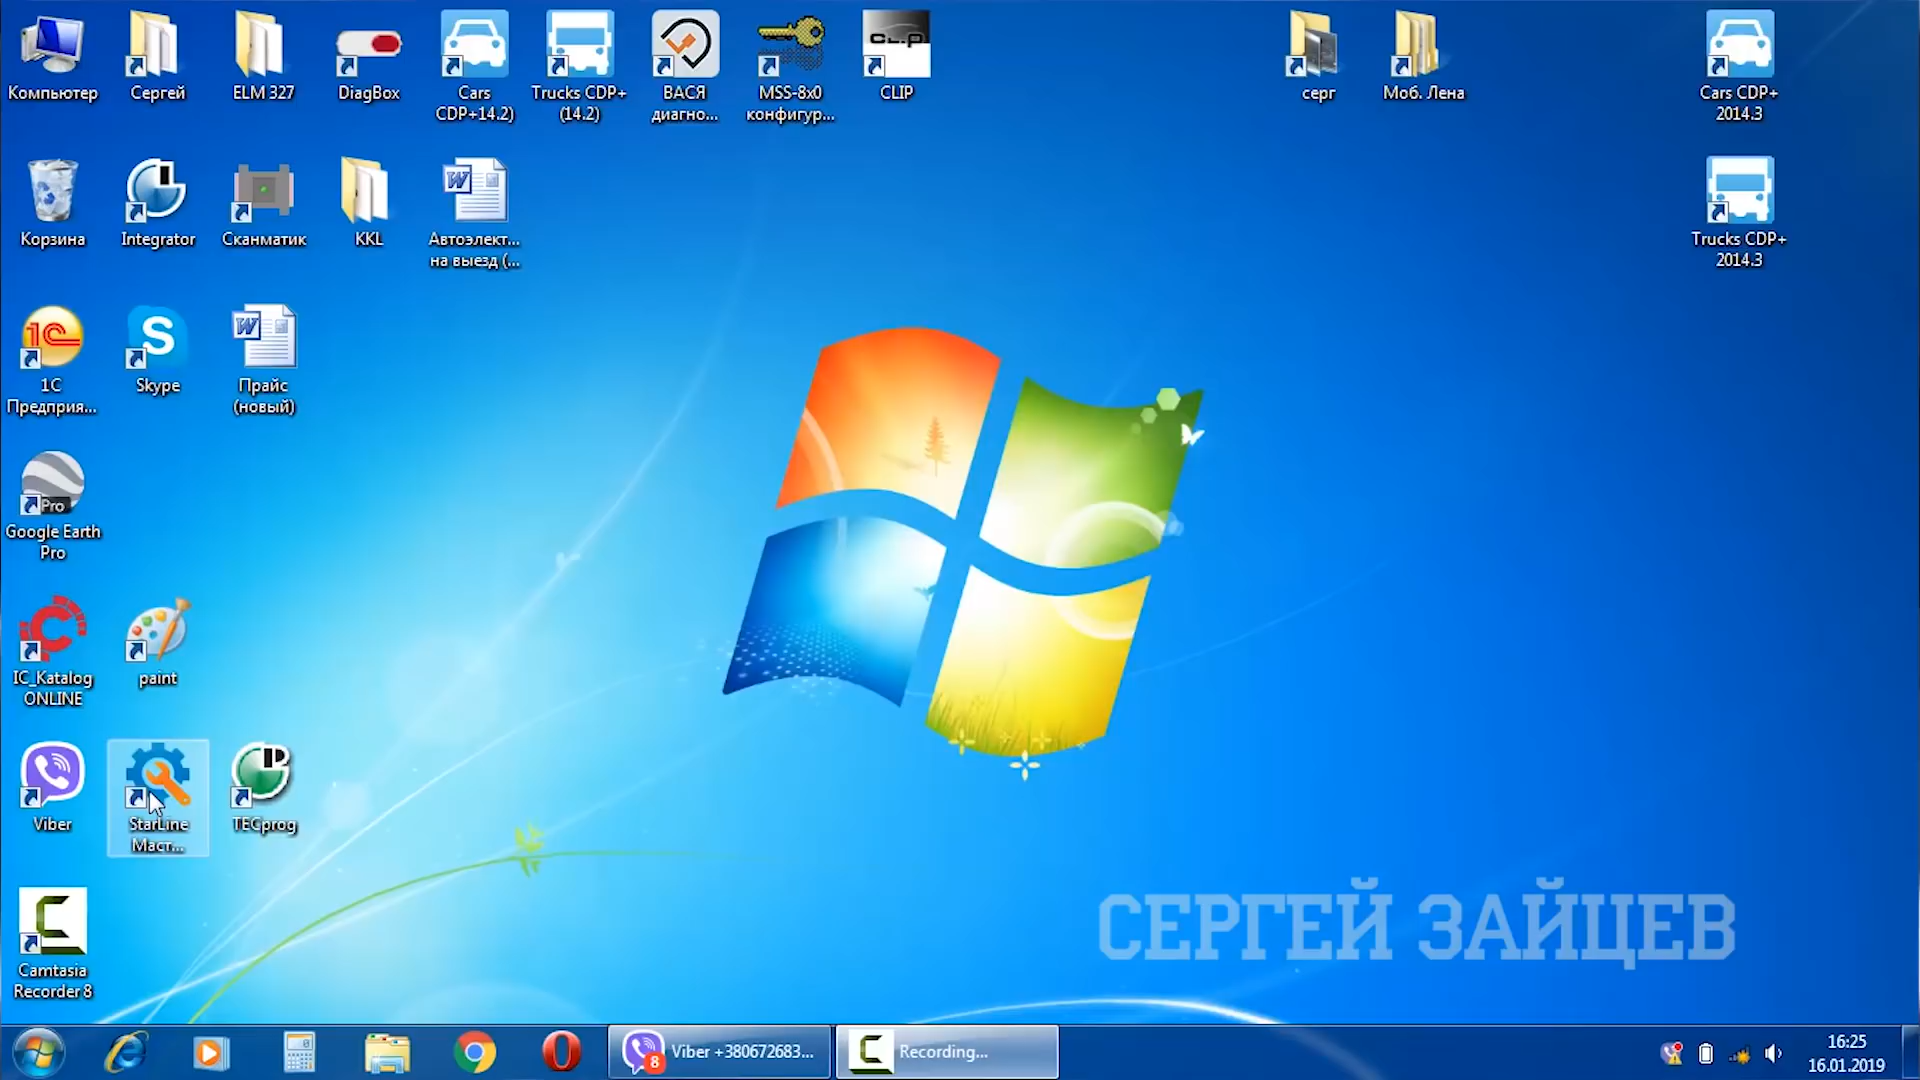 Компьютер
Сергей
ELM 327
DiagBox
Cars
CDP+14.2)
Trucks CDP+
(14.2)
ВАСЯ
диагно...
MSS-8x0
конфигур...
CLIP
серг
Моб. Лена
Cars CDP+
2014.3
Корзина
Integrator
Сканматик
KKL
Автоэлект...
на выезд (...
Trucks CDP+
2014.3
1С
Предприя...
Skype
Прайс
(новый)
Pro
Google Earth
Pro
IC_Katalog
ONLINE
paint
Viber
StarLine
Маст...
TECprog
Camtasia
Recorder 8
СЕРГЕЙ ЗАЙЦЕВ
8
Viber +380672683...
Recording...
16:25
16.01.2019